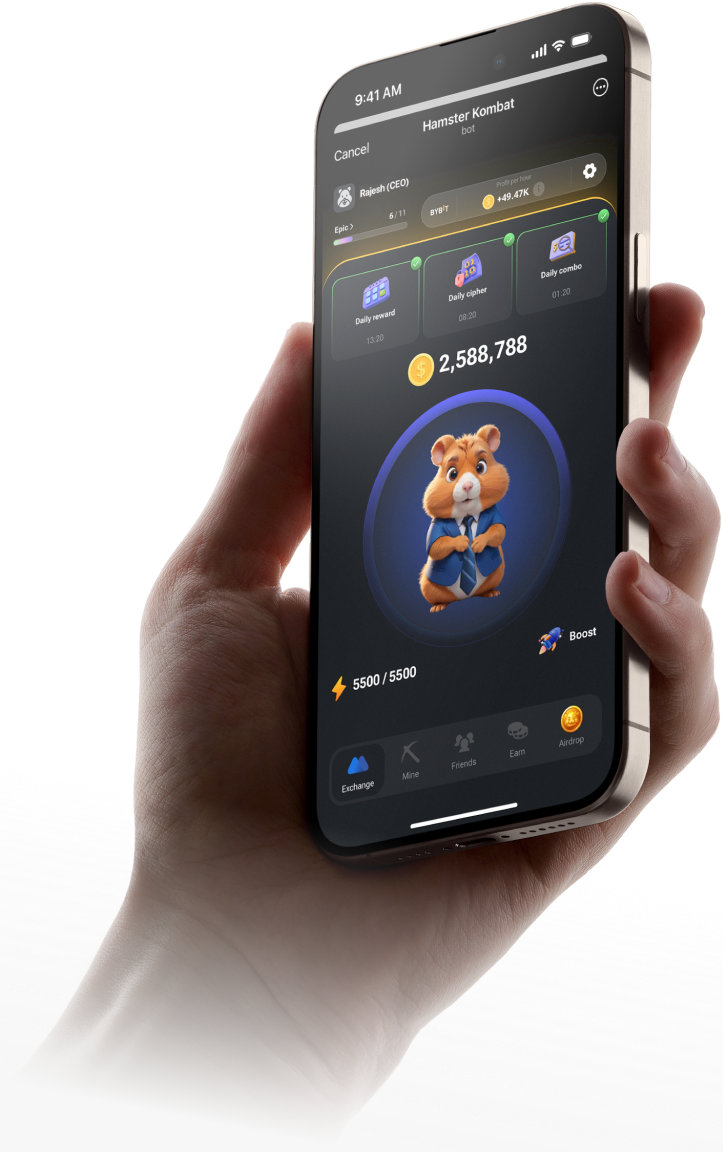 9:41 AM
Hamster Kombat
bot
Cancel
Rajesh (CEO)
Epic >
6 / 11
BYBIT
Profit per hour
+49.47K
Daily reward
13:20
Daily cipher
08:20
Daily combo
01:20
2,588,788
5500 / 5500
Boost
Exchange
Mine
Friends
Earn
Airdrop